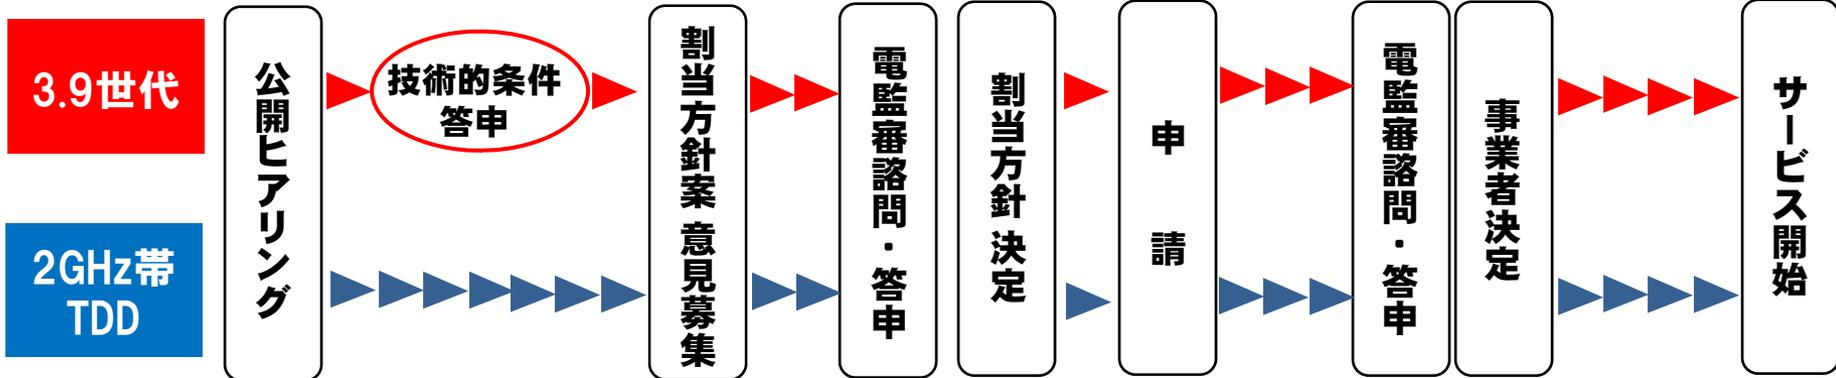 3.9世代
2GHz帯
TDD
公開ヒアリング
技術的条件
答申
割当方針案 意見募集
電監審諮問・答申
割当方針 決定
申請
電監審諮問・答申
事業者決定
サービス開始